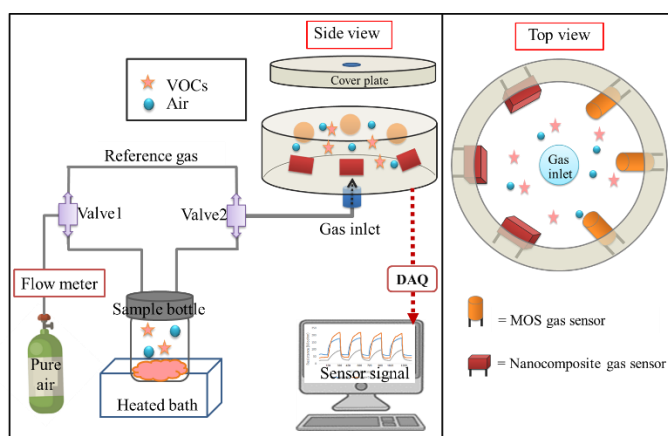 Side view
Cover plate
VOCs
Air
Reference gas
Valve1
Valve2
Gas inlet
Flow meter
Sample bottle
DAQ
Pure
air
Heated bath
Sensor signal
Top view
Gas
inlet
= MOS gas sensor
= Nanocomposite gas sensor